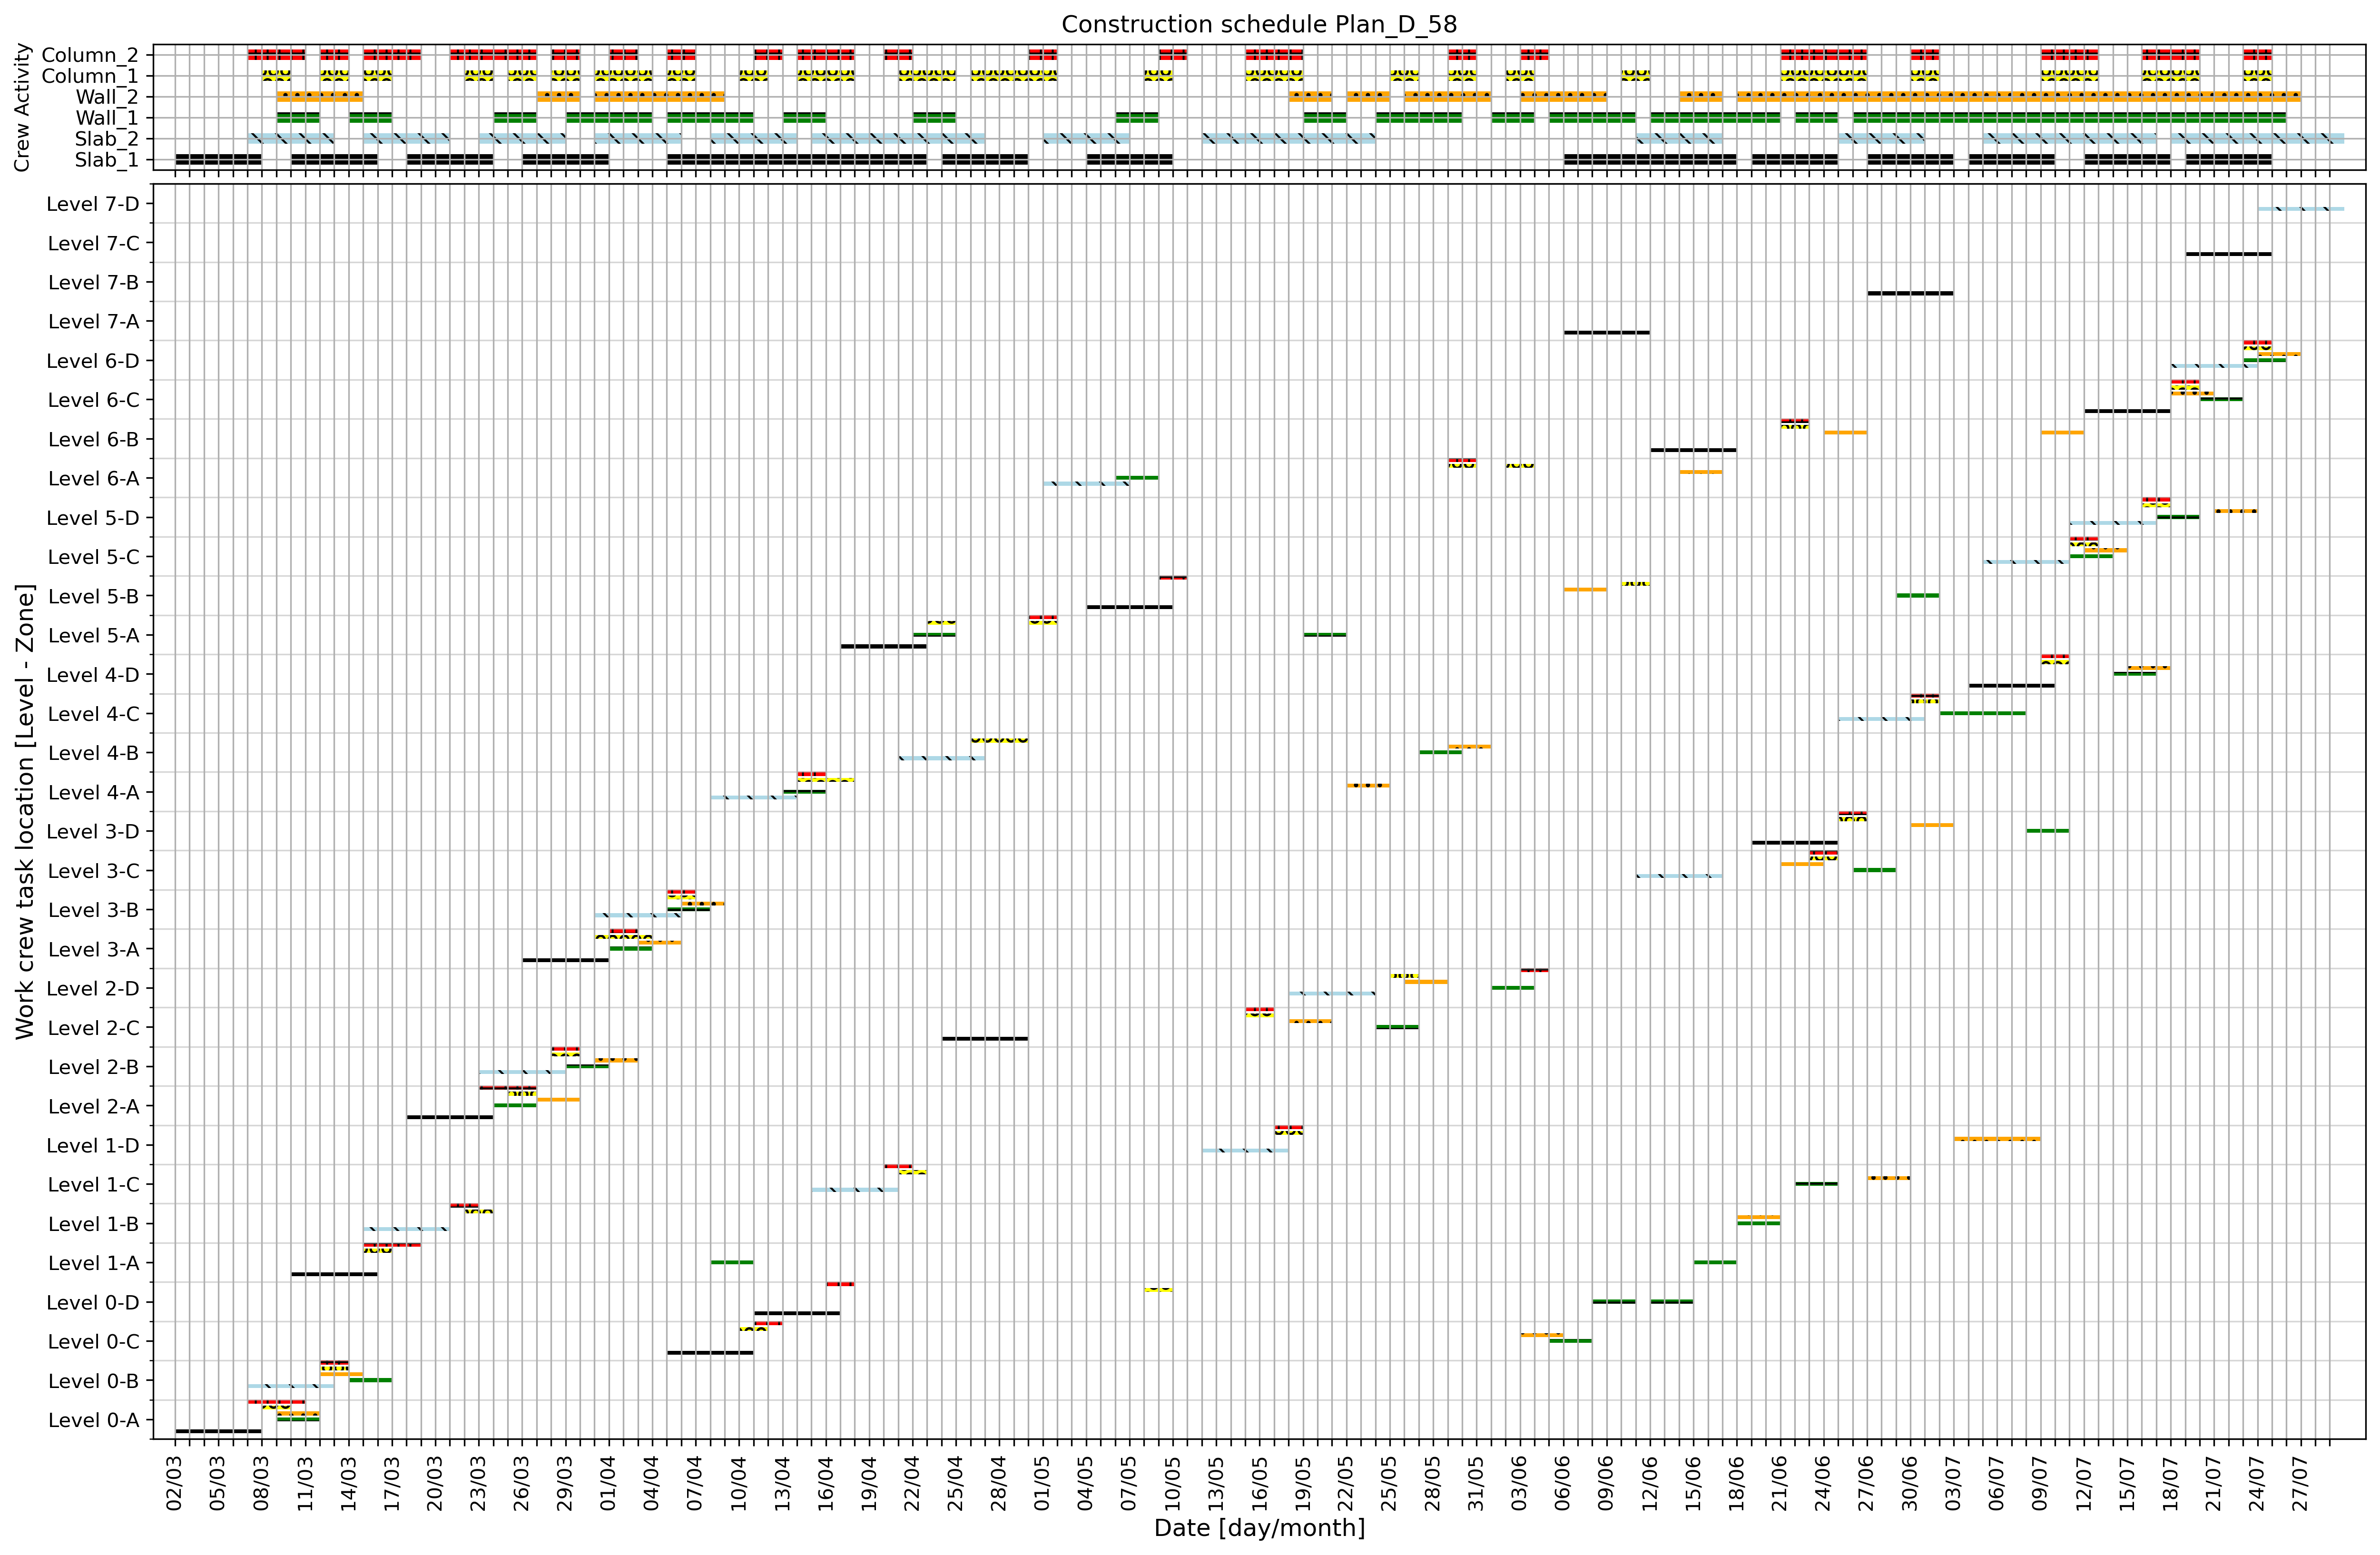 Construction schedule Plan_D_58
Crew Activity
Column_2
Column_1
Wall_2
Wall_1
Slab_2
Slab_1
Work crew task location [Level - Zone]
Level 7-D
Level 7-C
Level 7-B
Level 7-A
Level 6-D
Level 6-C
Level 6-B
Level 6-A
Level 5-D
Level 5-C
Level 5-B
Level 5-A
Level 4-D
Level 4-C
Level 4-B
Level 4-A
Level 3-D
Level 3-C
Level 3-B
Level 3-A
Level 2-D
Level 2-C
Level 2-B
Level 2-A
Level 1-D
Level 1-C
Level 1-B
Level 1-A
Level 0-D
Level 0-C
Level 0-B
Level 0-A
02/03 05/03 08/03 11/03 14/03 17/03 20/03 23/03 26/03 29/03 01/04 04/04 07/04 10/04 13/04 16/04 19/04 22/04 25/04 28/04 01/05 04/05 07/05 10/05 13/05 16/05 19/05 22/05 25/05 28/05 31/05 03/06 06/06 09/06 12/06 15/06 18/06 21/06 24/06 27/06 30/06 03/07 06/07 09/07 12/07 15/07 18/07 21/07 24/07 27/07
Date [day/month]